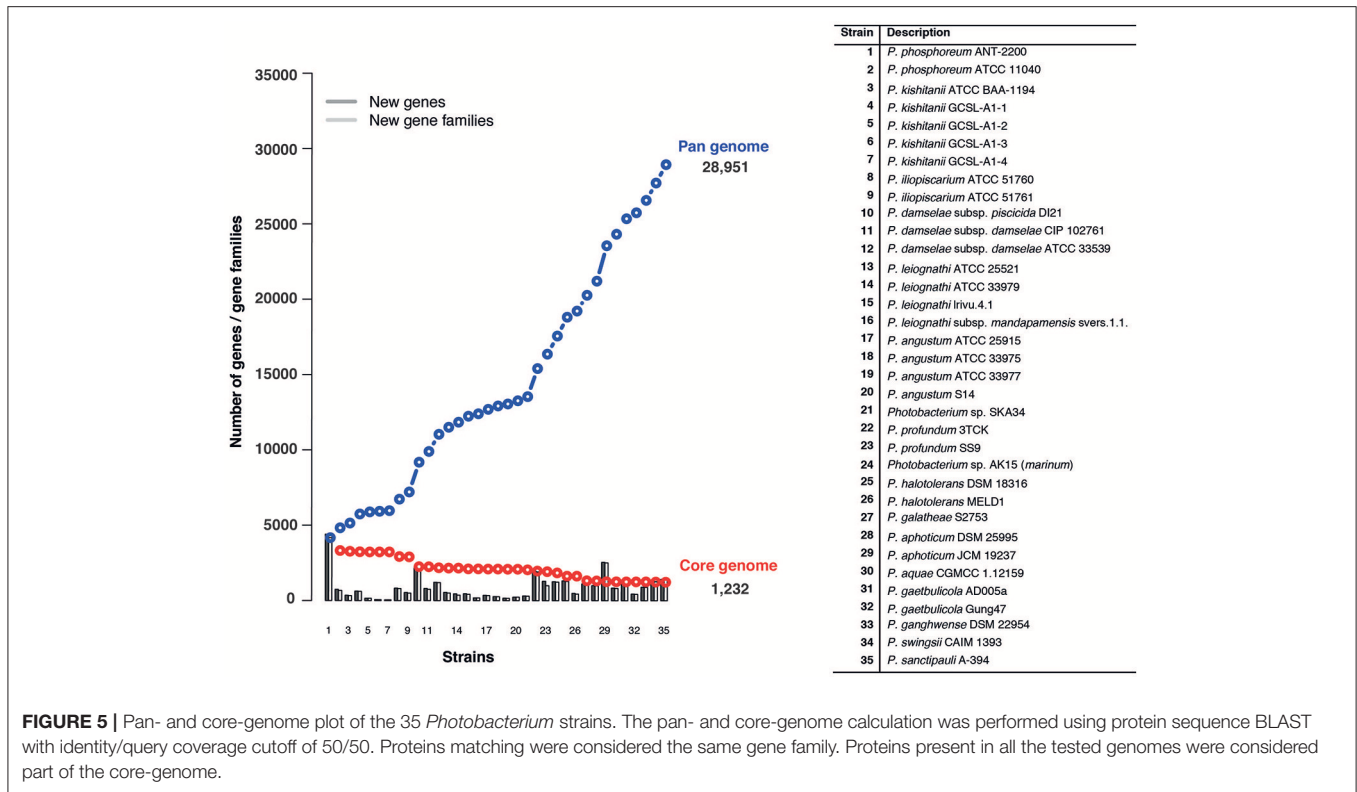 35000
30000
25000
20000
15000
10000
5000
0
Number of genes / gene families
New genes
New gene families
Pan genome
28,951
Core genome
1,232
1 3 5 7 9 11 14 17 20 23 26 29 32 35
Strains
Strain Description
1 P. phosphoreum ANT-2200
2 P. phosphoreum ATCC 11040
3 P. kishitanii ATCC BAA-1194
4 P. kishitanii GCSL-A1-1
5 P. kishitanii GCSL-A1-2
6 P. kishitanii GCSL-A1-3
7 P. kishitanii GCSL-A1-4
8 P. iliopiscarium ATCC 51760
9 P. iliopiscarium ATCC 51761
10 P. damselae subsp. piscicida DI21
11 P. damselae subsp. damselae CIP 102761
12 P. damselae subsp. damselae ATCC 33539
13 P. leiognathi ATCC 25521
14 P. leiognathi ATCC 33979
15 P. leiognathi lrivu.4.1
16 P. leiognathi subsp. mandapamensis svers.1.1.
17 P. angustum ATCC 25915
18 P. angustum ATCC 33975
19 P. angustum ATCC 33977
20 P. angustum S14
21 Photobacterium sp. SKA34
22 P. profundum 3TCK
23 P. profundum SS9
24 Photobacterium sp. AK15 (marinum)
25 P. halotolerans DSM 18316
26 P. halotolerans MELD1
27 P. galatheae S2753
28 P. aphoticum DSM 25995
29 P. aphoticum JCM 19237
30 P. aquae CGMCC 1.12159
31 P. gaetbulicola AD005a
32 P. gaetbulicola Gung47
33 P. ganghwense DSM 22954
34 P. swingsii CAIM 1393
35 P. sanctipauli A-394
FIGURE 5 | Pan- and core-genome plot of the 35 Photobacterium strains. The pan- and core-genome calculation was performed using protein sequence BLAST
with identity/query coverage cutoff of 50/50. Proteins matching were considered the same gene family. Proteins present in all the tested genomes were considered
part of the core-genome.